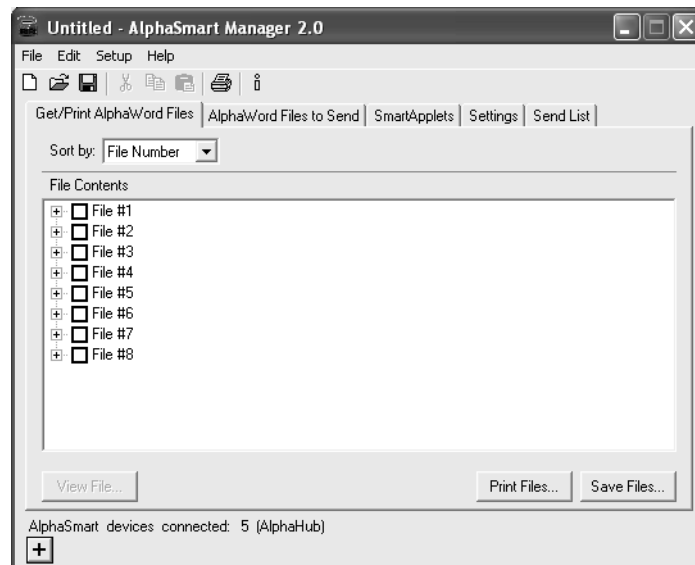 Untitled - AlphaSmart Manager 2.0
File Edit Setup Help
Get/Print AlphaWord Files AlphaWord Files to Send SmartApplets Settings Send List
Sort by: File Number
File Contents
File #1
File #2
File #3
File #4
File #5
File #6
File #7
File #8
View File... Print Files... Save Files...
AlphaSmart devices connected: 5 (AlphaHub)